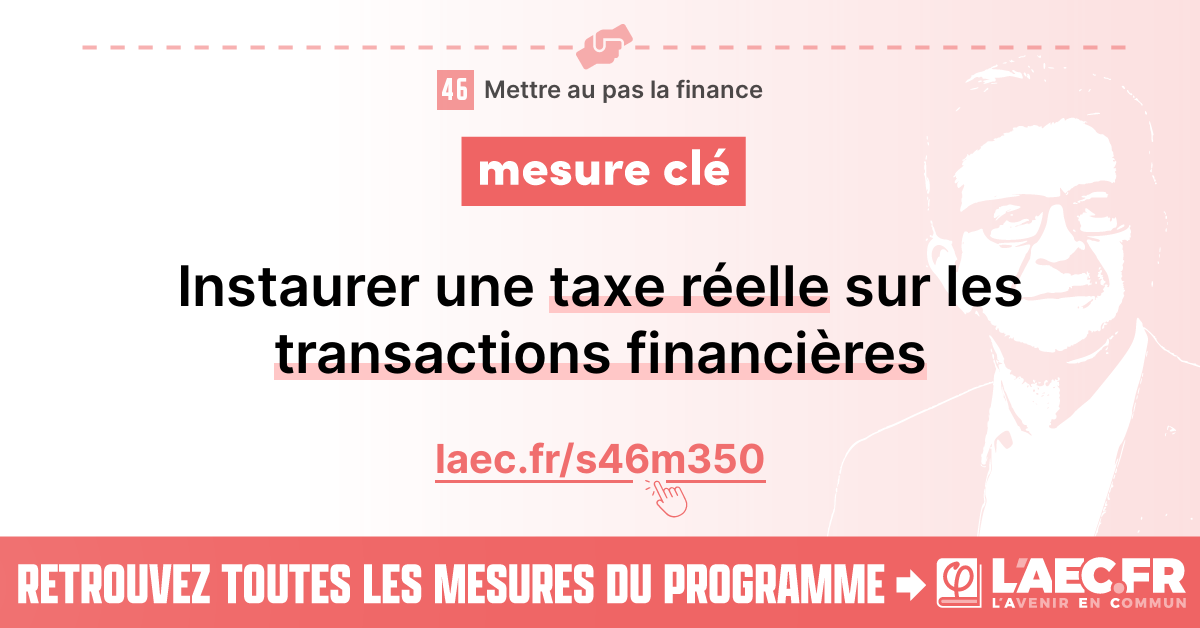 46 Mettre au pas la finance
mesure clé
Instaurer une taxe réelle sur les
transactions financières
laec.fr/s46m350
RETROUVEZ TOUTES LES MESURES DU PROGRAMME
φ L'AEC.FR
L'AVENIR EN COMMUN